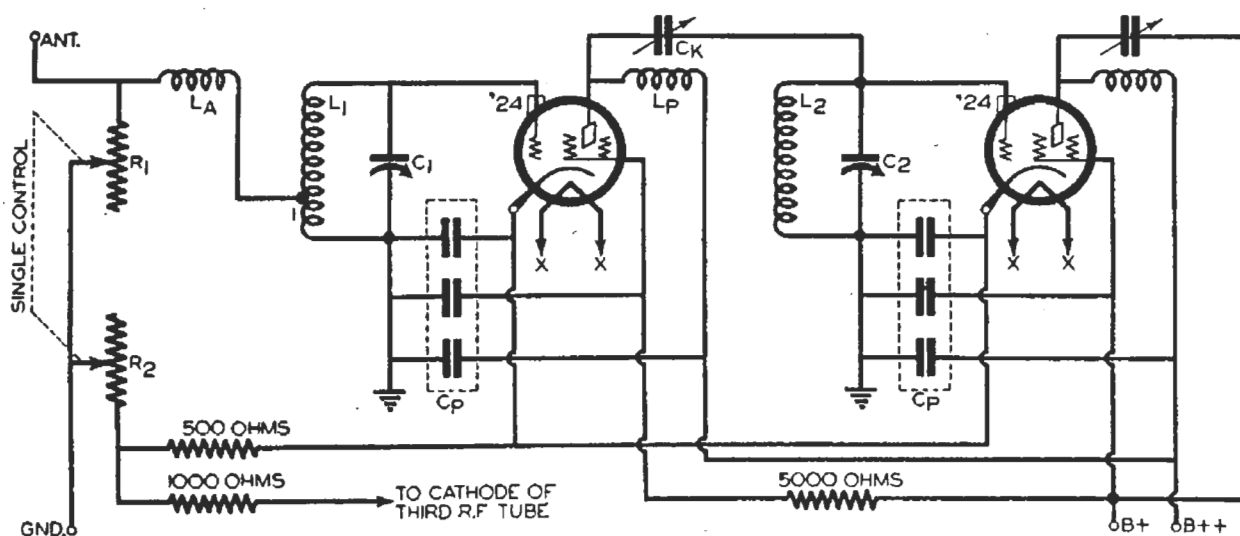 ANT.
LA
L1
C1
'24
CK
LP
L2
C2
'24
1
R1
SINGLE CONTROL
X X
X X
R2
CP
CP
500 OHMS
1000 OHMS
TO CATHODE OF
THIRD R.F TUBE
5000 OHMS
GND.
B+
B++